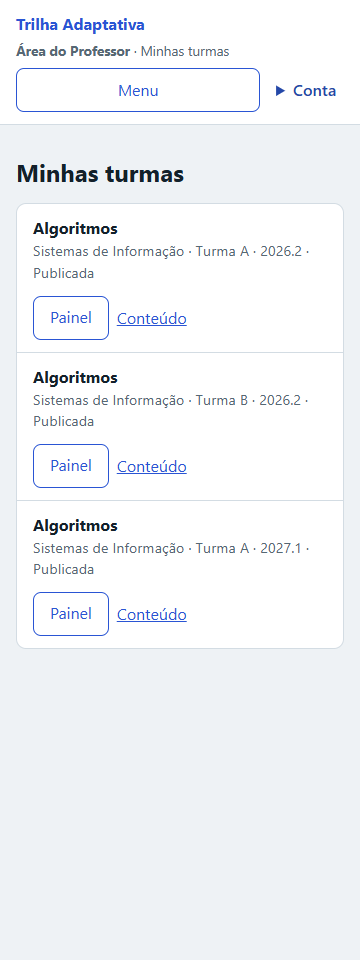 Trilha Adaptativa
Área do Professor · Minhas turmas
Menu
▶ Conta
Minhas turmas
Algoritmos
Sistemas de Informação · Turma A · 2026.2 ·
Publicada
Painel
Conteúdo
Algoritmos
Sistemas de Informação · Turma B · 2026.2 ·
Publicada
Painel
Conteúdo
Algoritmos
Sistemas de Informação · Turma A · 2027.1 ·
Publicada
Painel
Conteúdo